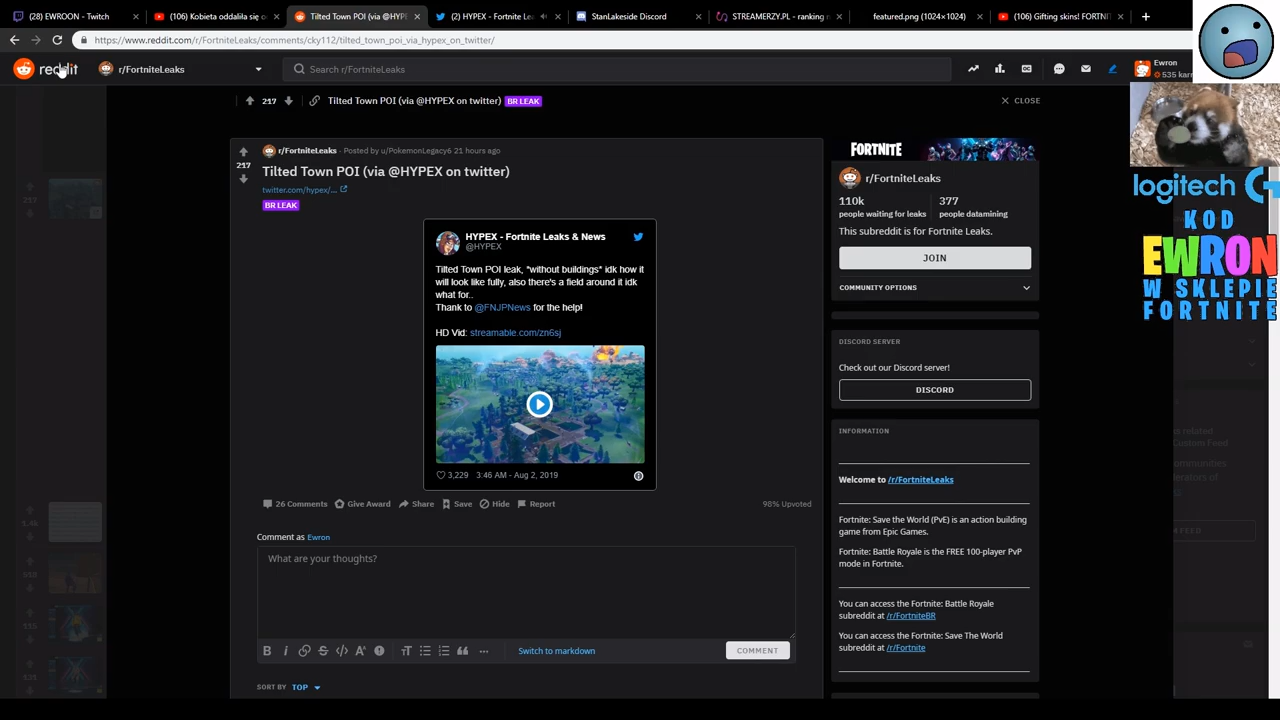 (28) EWROON - Twitch
(106) Kobieta oddaliła się o
Tilted Town POI (via @HYPE
(2) HYPEX - Fortnite Lea
StanLakeside Discord
STREAMERZY.PL - ranking
featured.png (1024×1024)
(106) Gifting skins! FORTNIT
https://www.reddit.com/r/FortniteLeaks/comments/cky112/tilted_town_poi_via_hypex_on_twitter/
reddit
r/FortniteLeaks
Search r/FortniteLeaks
Ewron
535 kar
217
Tilted Town POI (via @HYPEX on twitter)
BR LEAK
CLOSE
r/FortniteLeaks · Posted by u/PokemonLegacy6 21 hours ago
217
Tilted Town POI (via @HYPEX on twitter)
twitter.com/hypex/...
BR LEAK
HYPEX - Fortnite Leaks & News
@HYPEX
Tilted Town POI leak, *without buildings* idk how it
will look like fully, also there's a field around it idk
what for..
Thank to @FNJPNews for the help!
HD Vid: streamable.com/zn6sj
3,229 3:46 AM - Aug 2, 2019
26 Comments Give Award Share Save Hide Report
98% Upvoted
Comment as Ewron
What are your thoughts?
Switch to markdown
COMMENT
SORT BY TOP
FORTNITE
r/FortniteLeaks
110k
people waiting for leaks
377
people datamining
This subreddit is for Fortnite Leaks.
JOIN
COMMUNITY OPTIONS
DISCORD SERVER
Check out our Discord server!
DISCORD
INFORMATION
Welcome to /r/FortniteLeaks
Fortnite: Save the World (PvE) is an action building
game from Epic Games.
Fortnite: Battle Royale is the FREE 100-player PvP
mode in Fortnite.
You can access the Fortnite: Battle Royale
subreddit at /r/FortniteBR
You can access the Fortnite: Save The World
subreddit at /r/Fortnite
logitech G
KOD
EWRON
W SKLEPIE
FORTNITE
217
1.4k